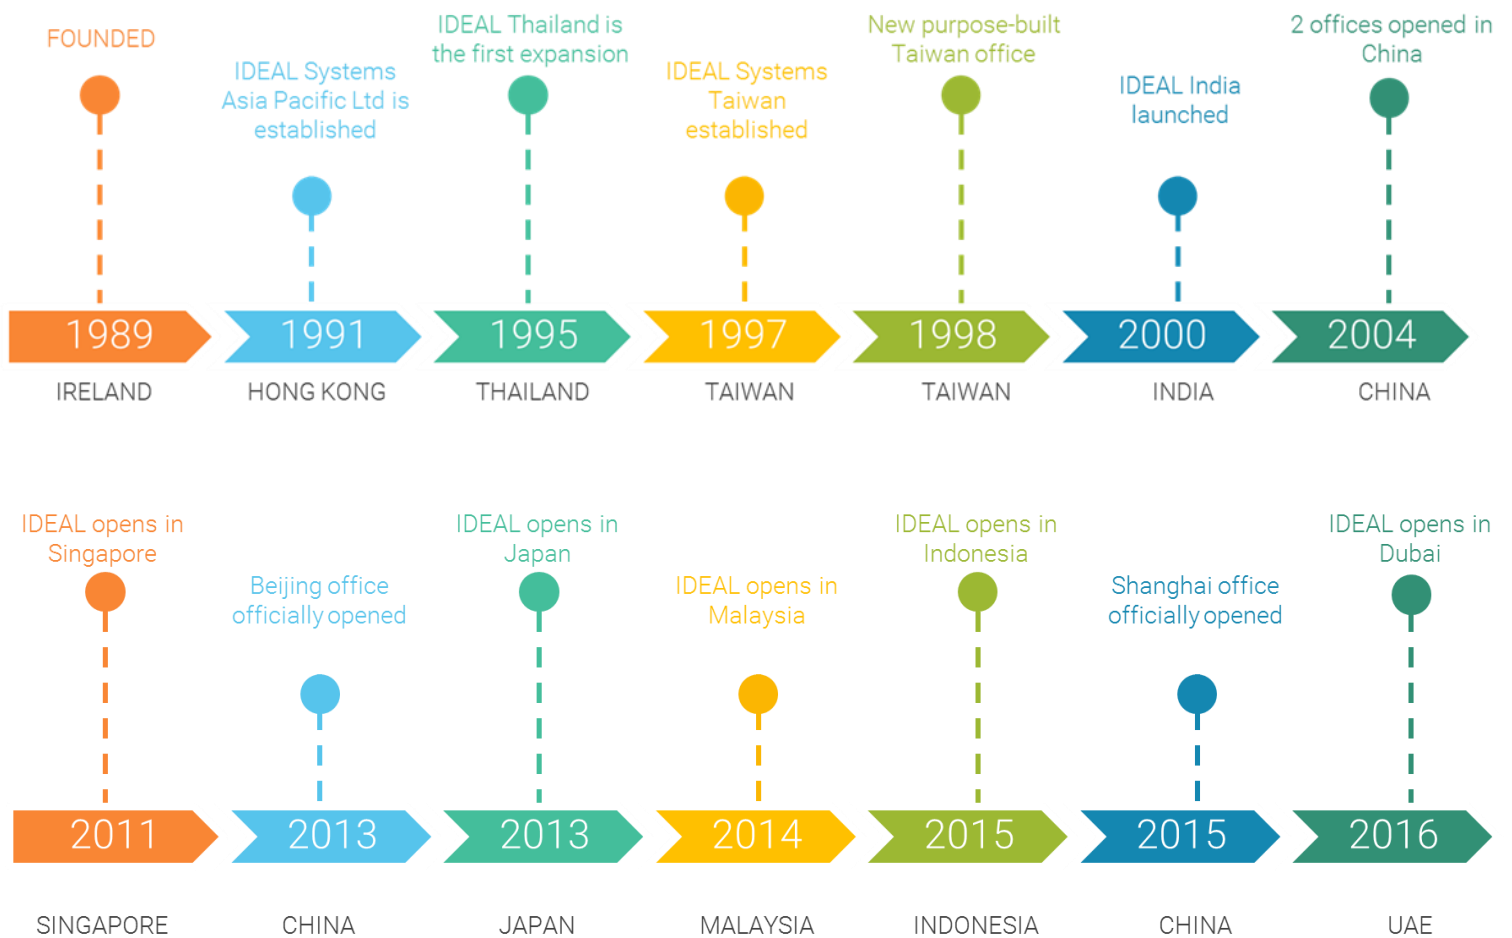 FOUNDED
IDEAL Systems
Asia Pacific Ltd is
established
IDEAL Thailand is
the first expansion
IDEAL Systems
Taiwan
established
New purpose-built
Taiwan office
IDEAL India
launched
2 offices opened in
China
1989
1991
1995
1997
1998
2000
2004
IRELAND
HONG KONG
THAILAND
TAIWAN
TAIWAN
INDIA
CHINA
IDEAL opens in
Singapore
Beijing office
officially opened
IDEAL opens in
Japan
IDEAL opens in
Malaysia
IDEAL opens in
Indonesia
Shanghai office
officially opened
IDEAL opens in
Dubai
2011
2013
2013
2014
2015
2015
2016
SINGAPORE
CHINA
JAPAN
MALAYSIA
INDONESIA
CHINA
UAE